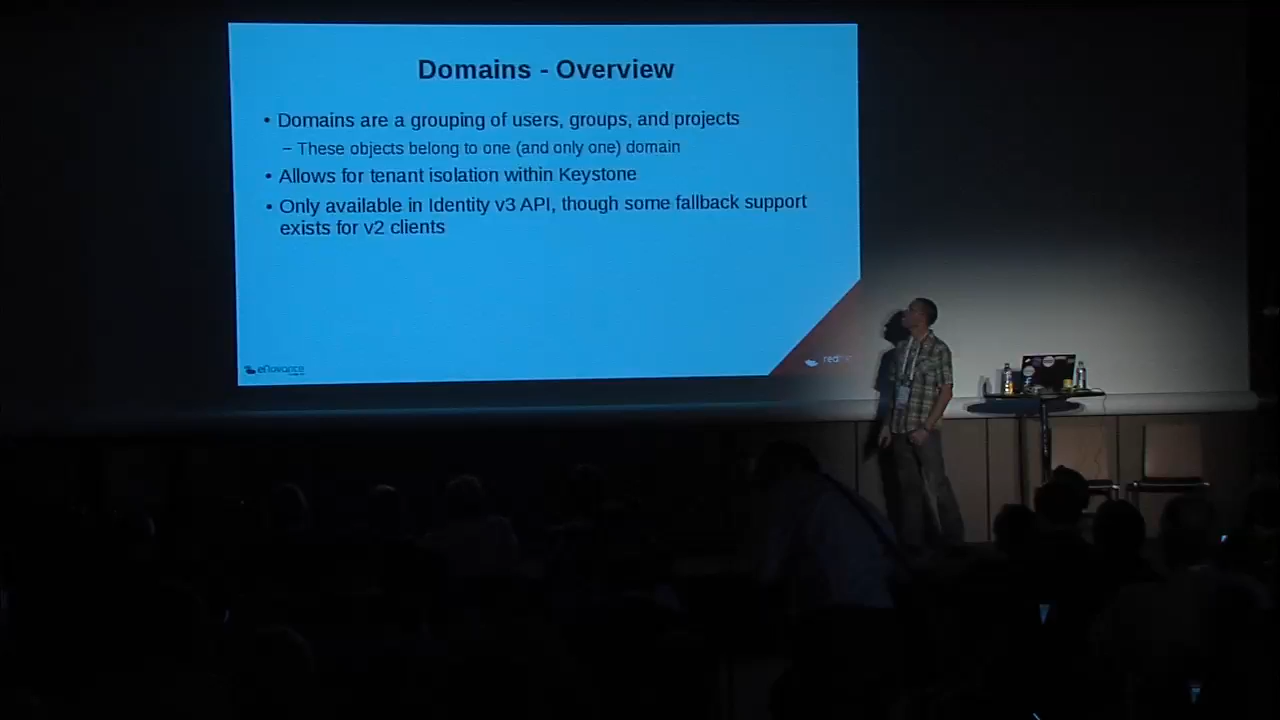 Domains - Overview
• Domains are a grouping of users, groups, and projects
– These objects belong to one (and only one) domain
• Allows for tenant isolation within Keystone
• Only available in Identity v3 API, though some fallback support
exists for v2 clients
eNovance